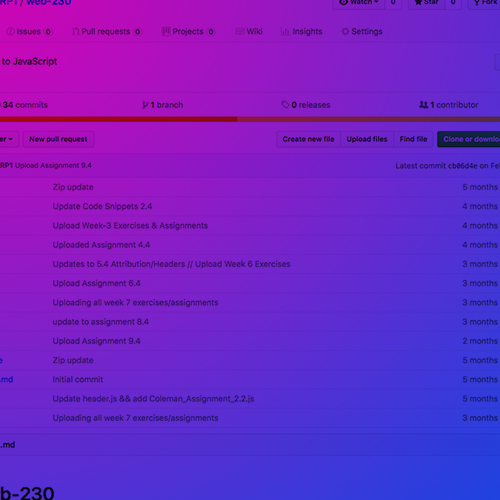 RP1 / web-230
Watch 0 Star 0 Fork
Issues 0 Pull requests 0 Projects 0 Wiki Insights Settings
to JavaScript
34 commits 1 branch 0 releases 1 contributor
New pull request Create new file Upload files Find file Clone or downlo
RP1 Upload Assignment 9.4 Latest commit cb06d4e on Fe
Zip update 5 months
Update Code Snippets 2.4 4 months
Upload Week-3 Exercises & Assignments 4 months
Uploaded Assignment 4.4 4 months
Updates to 5.4 Attribution/Headers // Upload Week 6 Exercises 3 months
Upload Assignment 6.4 3 months
Uploading all week 7 exercises/assignments 3 months
update to assignment 8.4 3 months
Upload Assignment 9.4 2 months
Zip update 5 months
.md Initial commit 5 months
Update header.js && add Coleman_Assignment_2.2.js 5 months
Uploading all week 7 exercises/assignments 3 months
.md
b-230